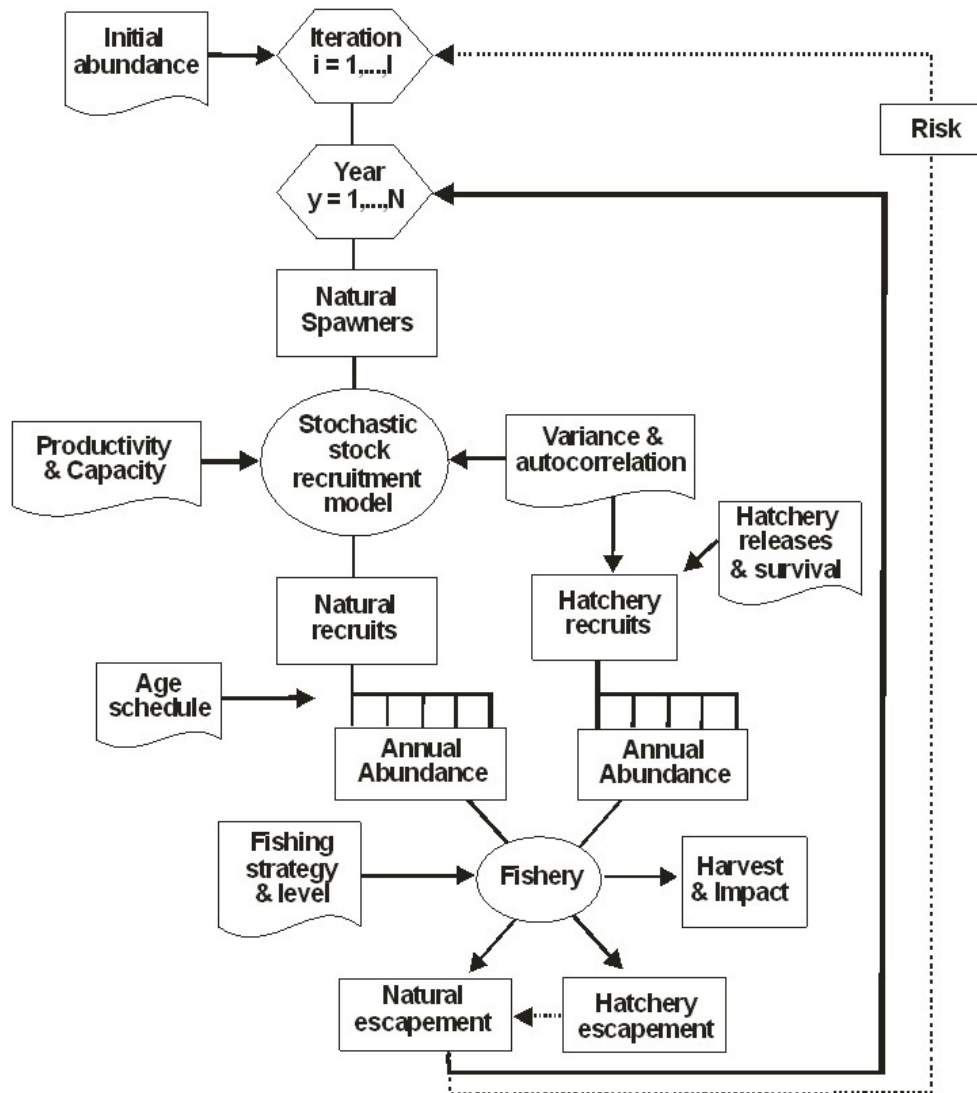 Initial
abundance
Iteration
i = 1,...,I
Risk
Year
y = 1,...,N
Natural
Spawners
Productivity
& Capacity
Stochastic
stock
recruitment
model
Variance &
autocorrelation
Hatchery
releases
& survival
Natural
recruits
Hatchery
recruits
Age
schedule
Annual
Abundance
Annual
Abundance
Fishing
strategy
& level
Fishery
Harvest
& Impact
Natural
escapement
Hatchery
escapement